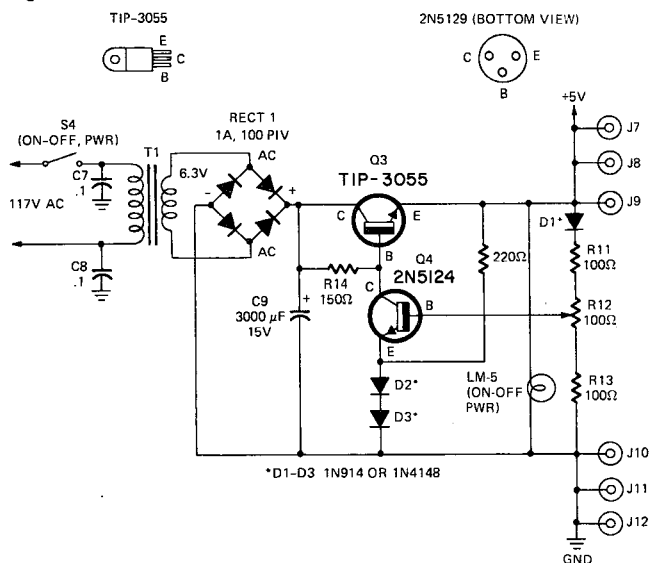 TIP-3055
E
C
B
2N5129 (BOTTOM VIEW)
C
E
B
+5V
J7
J8
J9
S4
(ON-OFF, PWR)
C7
.1
T1
6.3V
117V AC
C8
.1
RECT 1
1A, 100 PIV
AC
-
+
AC
Q3
TIP-3055
C
E
B
R14
150Ω
C9
3000 µF
15V
+
Q4
2N5124
C
B
E
220Ω
D1*
R11
100Ω
R12
100Ω
R13
100Ω
LM-5
(ON-OFF
PWR)
D2*
D3*
*D1-D3 1N914 OR 1N4148
J10
J11
J12
GND